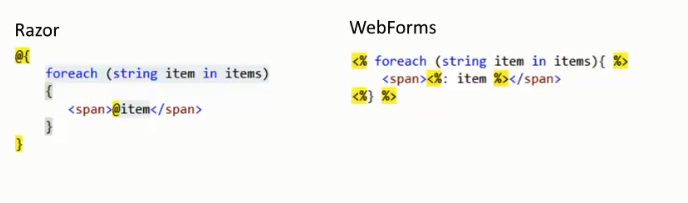 Razor
@{
foreach (string item in items)
{
<span>@item</span>
}
}
WebForms
<% foreach (string item in items){ %>
<span><%: item %></span>
<%} %>